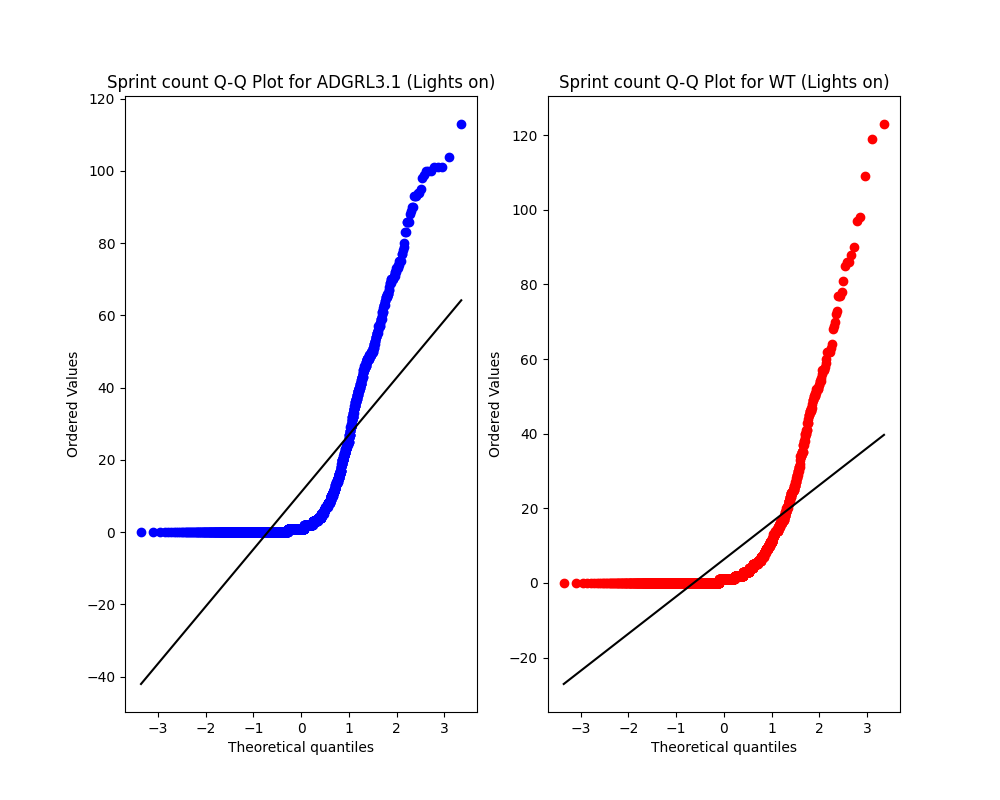 Sprint count Q-Q Plot for ADGRL3.1 (Lights on)
120
100
80
60
40
20
0
−20
−40
Ordered Values
−3 −2 −1 0 1 2 3
Theoretical quantiles
Sprint count Q-Q Plot for WT (Lights on)
120
100
80
60
40
20
0
−20
Ordered Values
−3 −2 −1 0 1 2 3
Theoretical quantiles